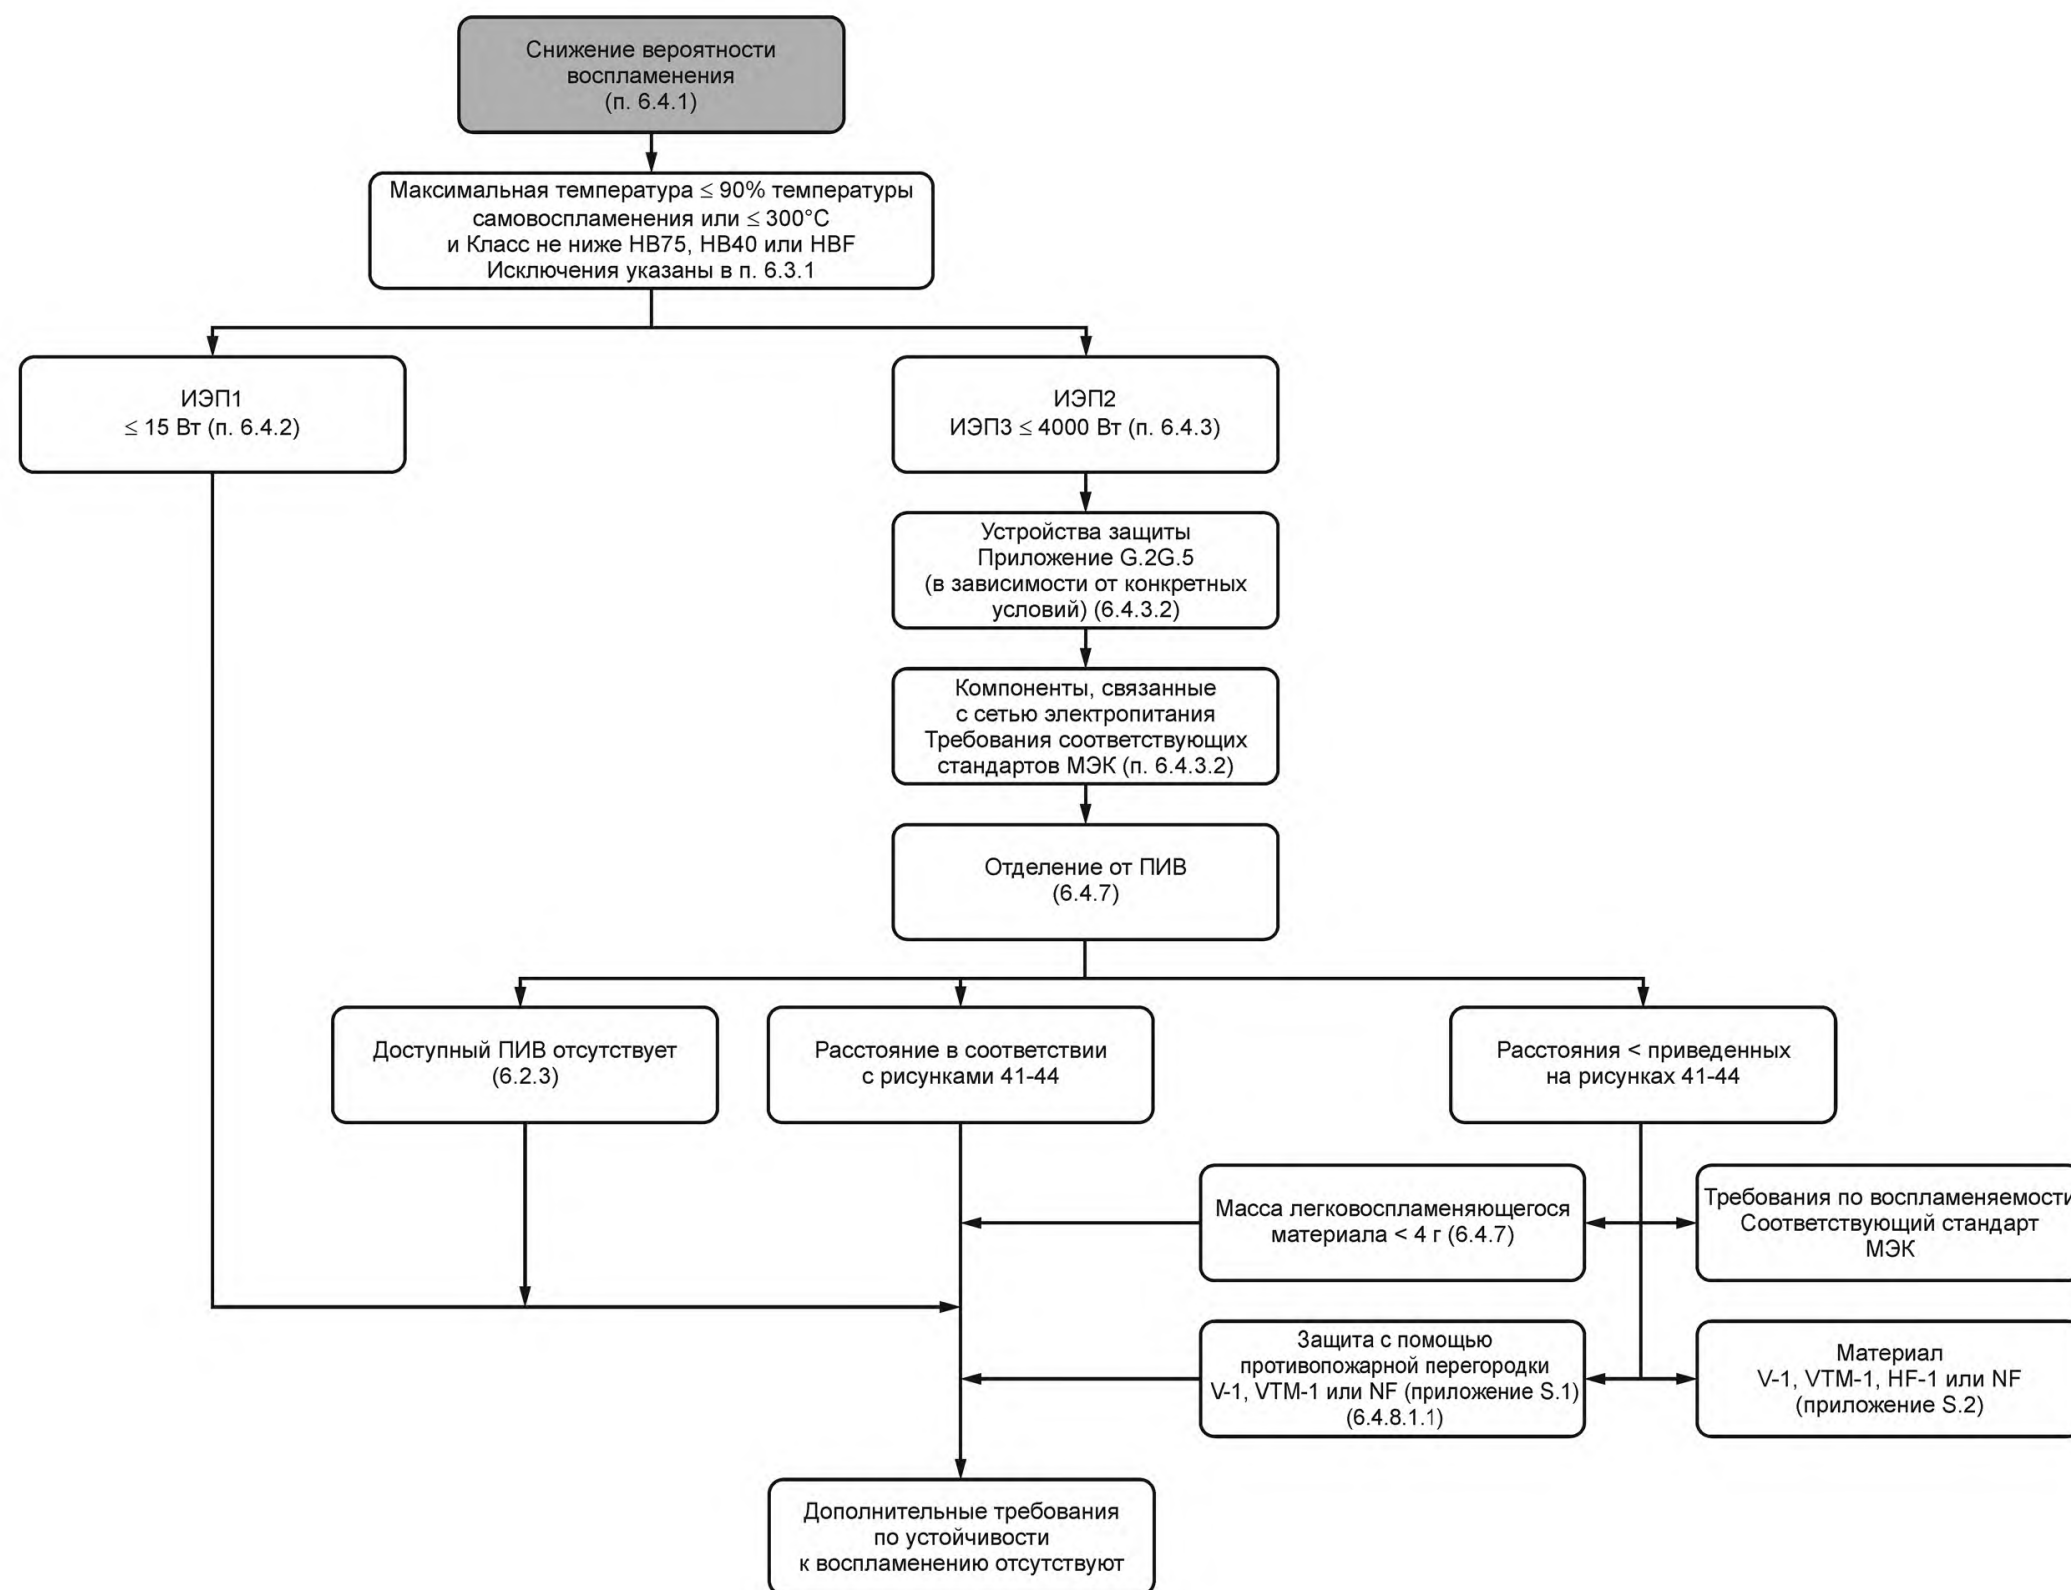 Снижение вероятности
воспламенения
(п. 6.4.1)
Максимальная температура ≤ 90% температуры
самовоспламенения или ≤ 300°C
и Класс не ниже HB75, HB40 или HBF
Исключения указаны в п. 6.3.1
ИЭП1
≤ 15 Вт (п. 6.4.2)
ИЭП2
ИЭП3 ≤ 4000 Вт (п. 6.4.3)
Устройства защиты
Приложение G.2G.5
(в зависимости от конкретных
условий) (6.4.3.2)
Компоненты, связанные
с сетью электропитания
Требования соответствующих
стандартов МЭК (п. 6.4.3.2)
Отделение от ПИВ
(6.4.7)
Доступный ПИВ отсутствует
(6.2.3)
Расстояние в соответствии
с рисунками 41-44
Расстояния < приведенных
на рисунках 41-44
Масса легковоспламеняющегося
материала < 4 г (6.4.7)
Требования по воспламеняемости
Соответствующий стандарт
МЭК
Защита с помощью
противопожарной перегородки
V-1, VTM-1 или NF (приложение S.1)
(6.4.8.1.1)
Материал
V-1, VTM-1, HF-1 или NF
(приложение S.2)
Дополнительные требования
по устойчивости
к воспламенению отсутствуют